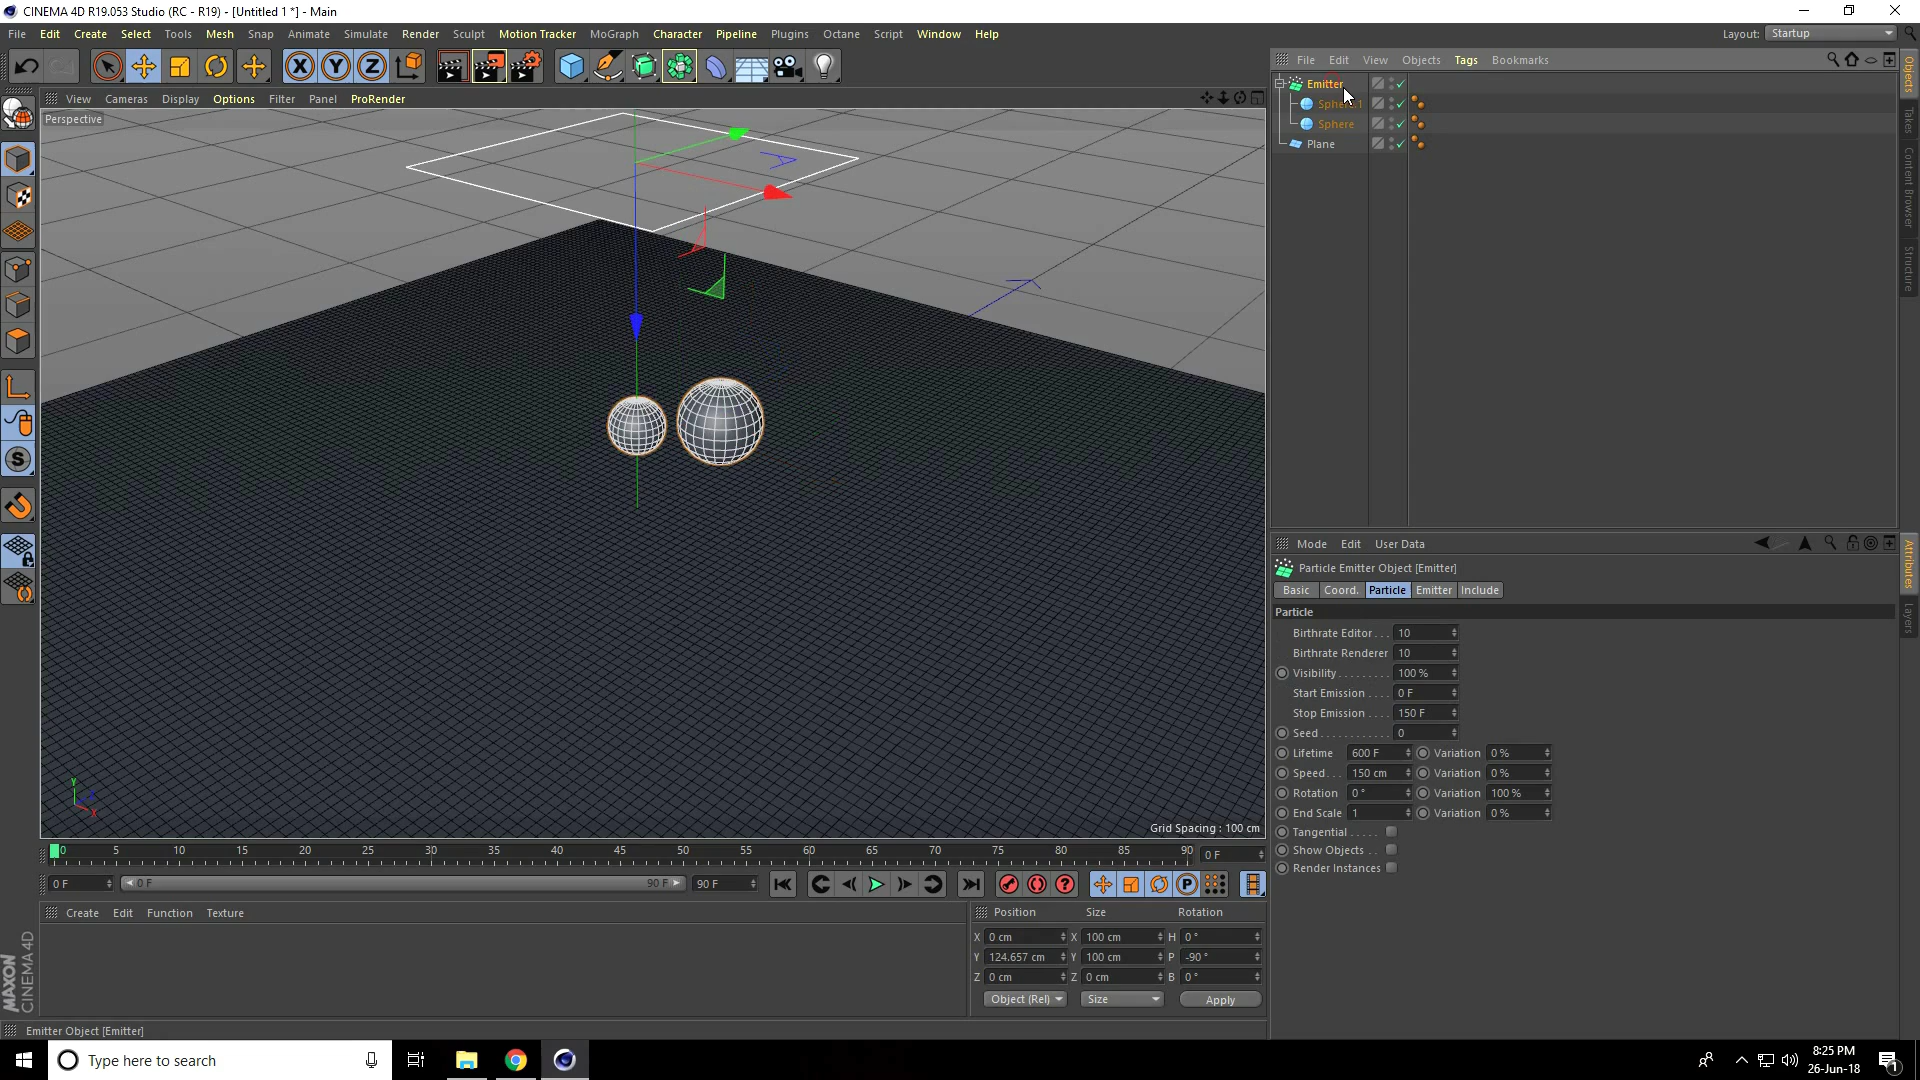 CINEMA 4D R19.053 Studio (RC - R19) - [Untitled 1 *] - Main
File Edit Create Select Tools Mesh Snap Animate Simulate Render Sculpt Motion Tracker MoGraph Character Pipeline Plugins Octane Script Window Help
Layout: Startup
File Edit View Objects Tags Bookmarks
Emitter
Sphere.1
Sphere
Plane
Objects
Takes
Content Browser
Structure
View Cameras Display Options Filter Panel ProRender
Perspective
Y
Z
X
Grid Spacing : 100 cm
Mode Edit User Data
Particle Emitter Object [Emitter]
Basic Coord. Particle Emitter Include
Particle
Birthrate Editor . . . 10
Birthrate Renderer 10
Visibility. . . . . . . . . 100 %
Start Emission . . . . 0 F
Stop Emission . . . . 150 F
Seed. . . . . . . . . . . . 0
Lifetime 600 F Variation 0 %
Speed. . . 150 cm Variation 0 %
Rotation 0 ° Variation 100 %
End Scale 1 Variation 0 %
Tangential . . . . .
Show Objects . .
Render Instances
Attributes
Layers
0 5 10 15 20 25 30 35 40 45 50 55 60 65 70 75 80 85 90 0 F
0 F 0 F 90 F 90 F
Create Edit Function Texture
Position Size Rotation
X 0 cm X 100 cm H 0 °
Y 124.657 cm Y 100 cm P -90 °
Z 0 cm Z 0 cm B 0 °
Object (Rel) Size Apply
MAXON
CINEMA 4D
Emitter Object [Emitter]
Type here to search
8:25 PM
26-Jun-18
1